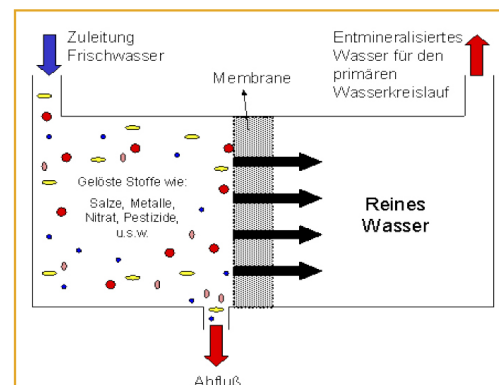 Zuleitung
Frischwasser
Entmineralisiertes
Wasser für den
primären
Wasserkreislauf
Membrane
Gelöste Stoffe wie:
Salze, Metalle,
Nitrat, Pestizide,
u.s.w.
Reines
Wasser
Abfluß